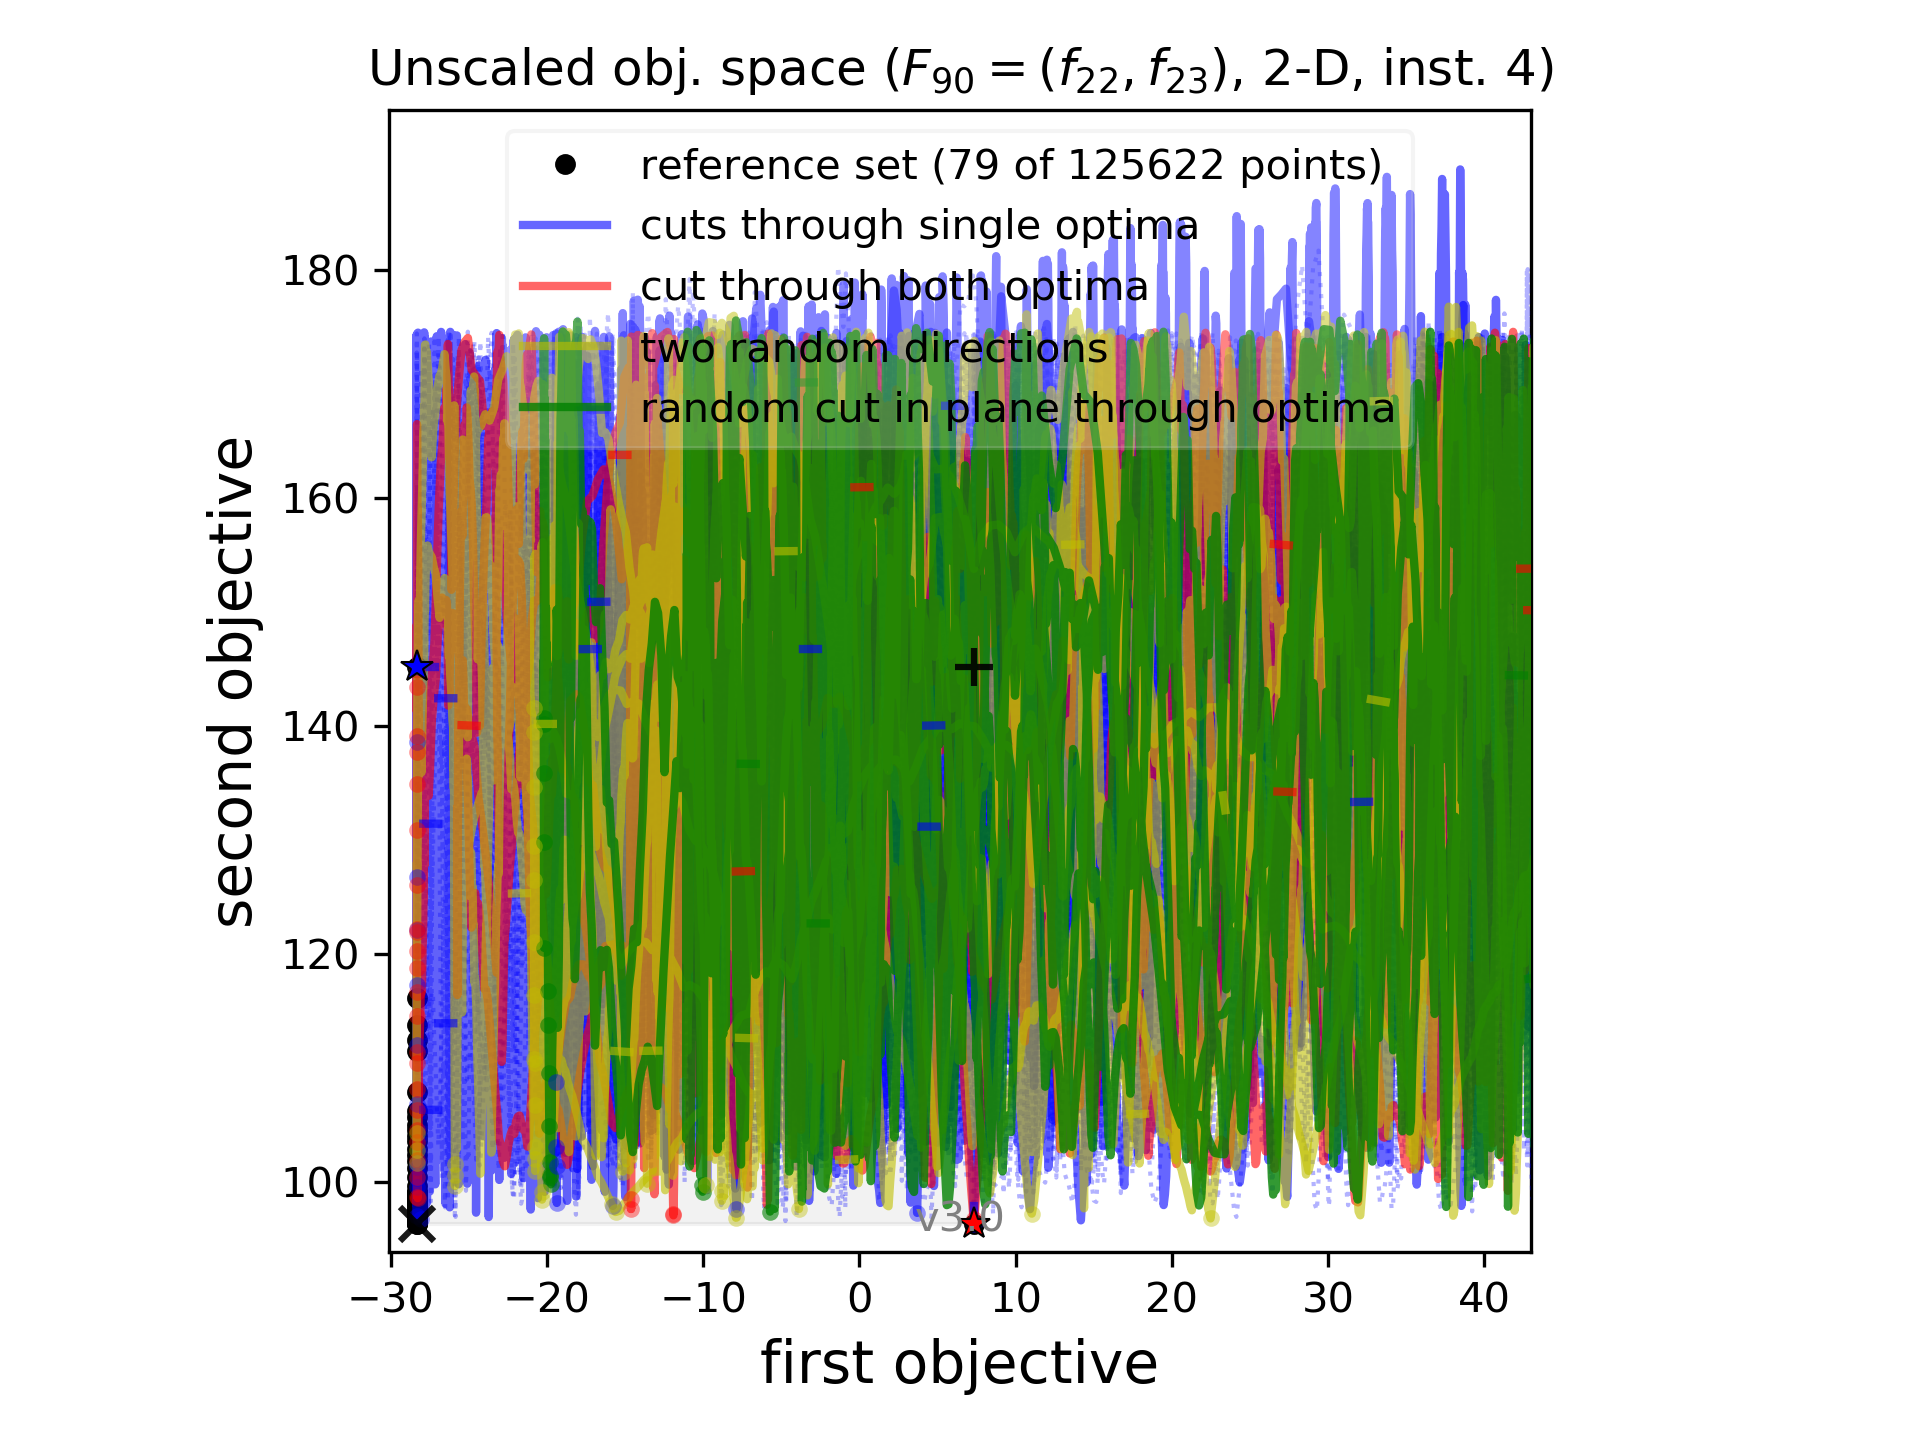 Unscaled obj. space (F90 = (f22, f23), 2-D, inst. 4)
reference set (79 of 125622 points)
cuts through single optima
cut through both optima
two random directions
random cut in plane through optima
180
160
140
120
100
second objective
v3.0
−30 −20 −10 0 10 20 30 40
first objective